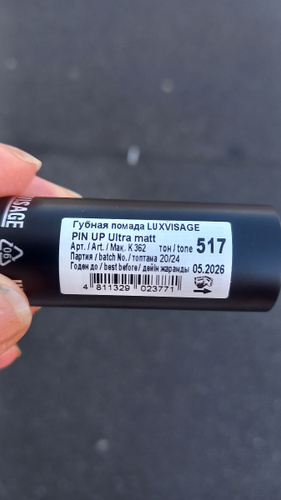 VISAGE
Губная помада LUXVISAGE
PIN UP Ultra matt
Арт. / Art. / Мак. К 362 тон / tone 517
Партия / batch No. / топтама 20/24
Годен до / best before/ дейін жарамды 05.2026
4 811329 023771